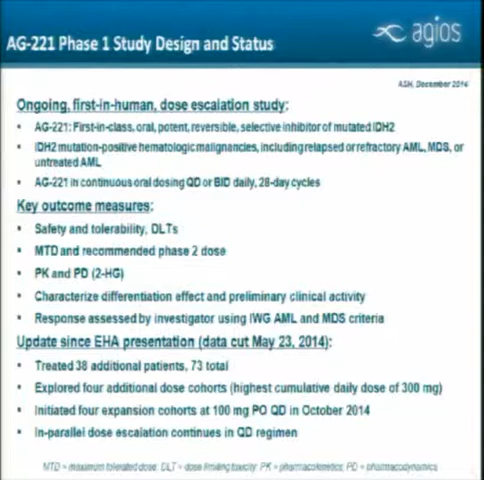 AG-221 Phase 1 Study Design and Status
agios
ASH, December 2014
Ongoing, first-in-human, dose escalation study:
• AG-221: First-in-class, oral, potent, reversible, selective inhibitor of mutated IDH2
• IDH2 mutation-positive hematologic malignancies, including relapsed or refractory AML, MDS, or
untreated AML
• AG-221 in continuous oral dosing QD or BID daily, 28-day cycles
Key outcome measures:
• Safety and tolerability, DLTs
• MTD and recommended phase 2 dose
• PK and PD (2-HG)
• Characterize differentiation effect and preliminary clinical activity
• Response assessed by investigator using IWG AML and MDS criteria
Update since EHA presentation (data cut May 23, 2014):
• Treated 38 additional patients, 73 total
• Explored four additional dose cohorts (highest cumulative daily dose of 300 mg)
• Initiated four expansion cohorts at 100 mg PO QD in October 2014
• In-parallel dose escalation continues in QD regimen
MTD = maximum tolerated dose; DLT = dose limiting toxicity; PK = pharmacokinetics; PD = pharmacodynamics